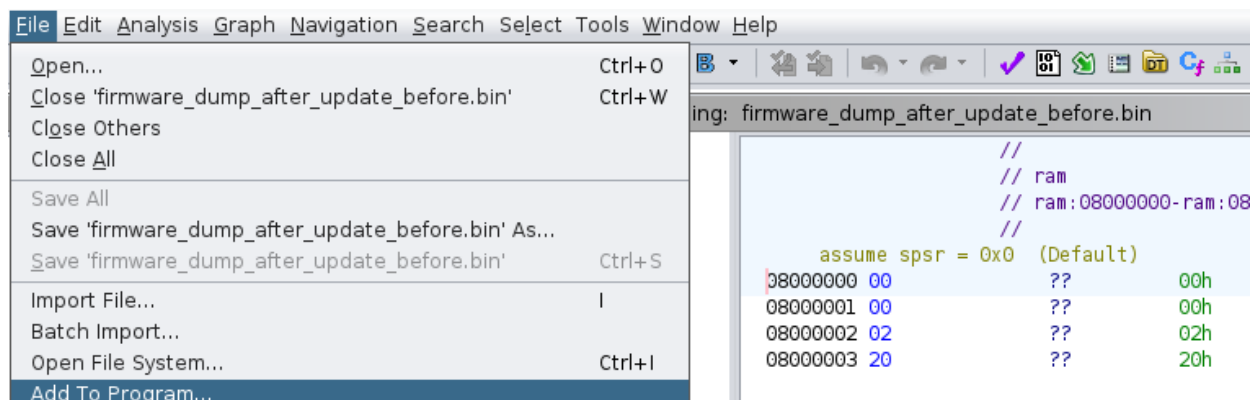 File Edit Analysis Graph Navigation Search Select Tools Window Help
Open... Ctrl+O
Close 'firmware_dump_after_update_before.bin' Ctrl+W
Close Others
Close All
Save All
Save 'firmware_dump_after_update_before.bin' As...
Save 'firmware_dump_after_update_before.bin' Ctrl+S
Import File... I
Batch Import...
Open File System... Ctrl+I
Add To Program...
B
DT
Cf
ing: firmware_dump_after_update_before.bin
//
// ram
// ram:08000000-ram:08
//
assume spsr = 0x0 (Default)
08000000 00 ?? 00h
08000001 00 ?? 00h
08000002 02 ?? 02h
08000003 20 ?? 20h